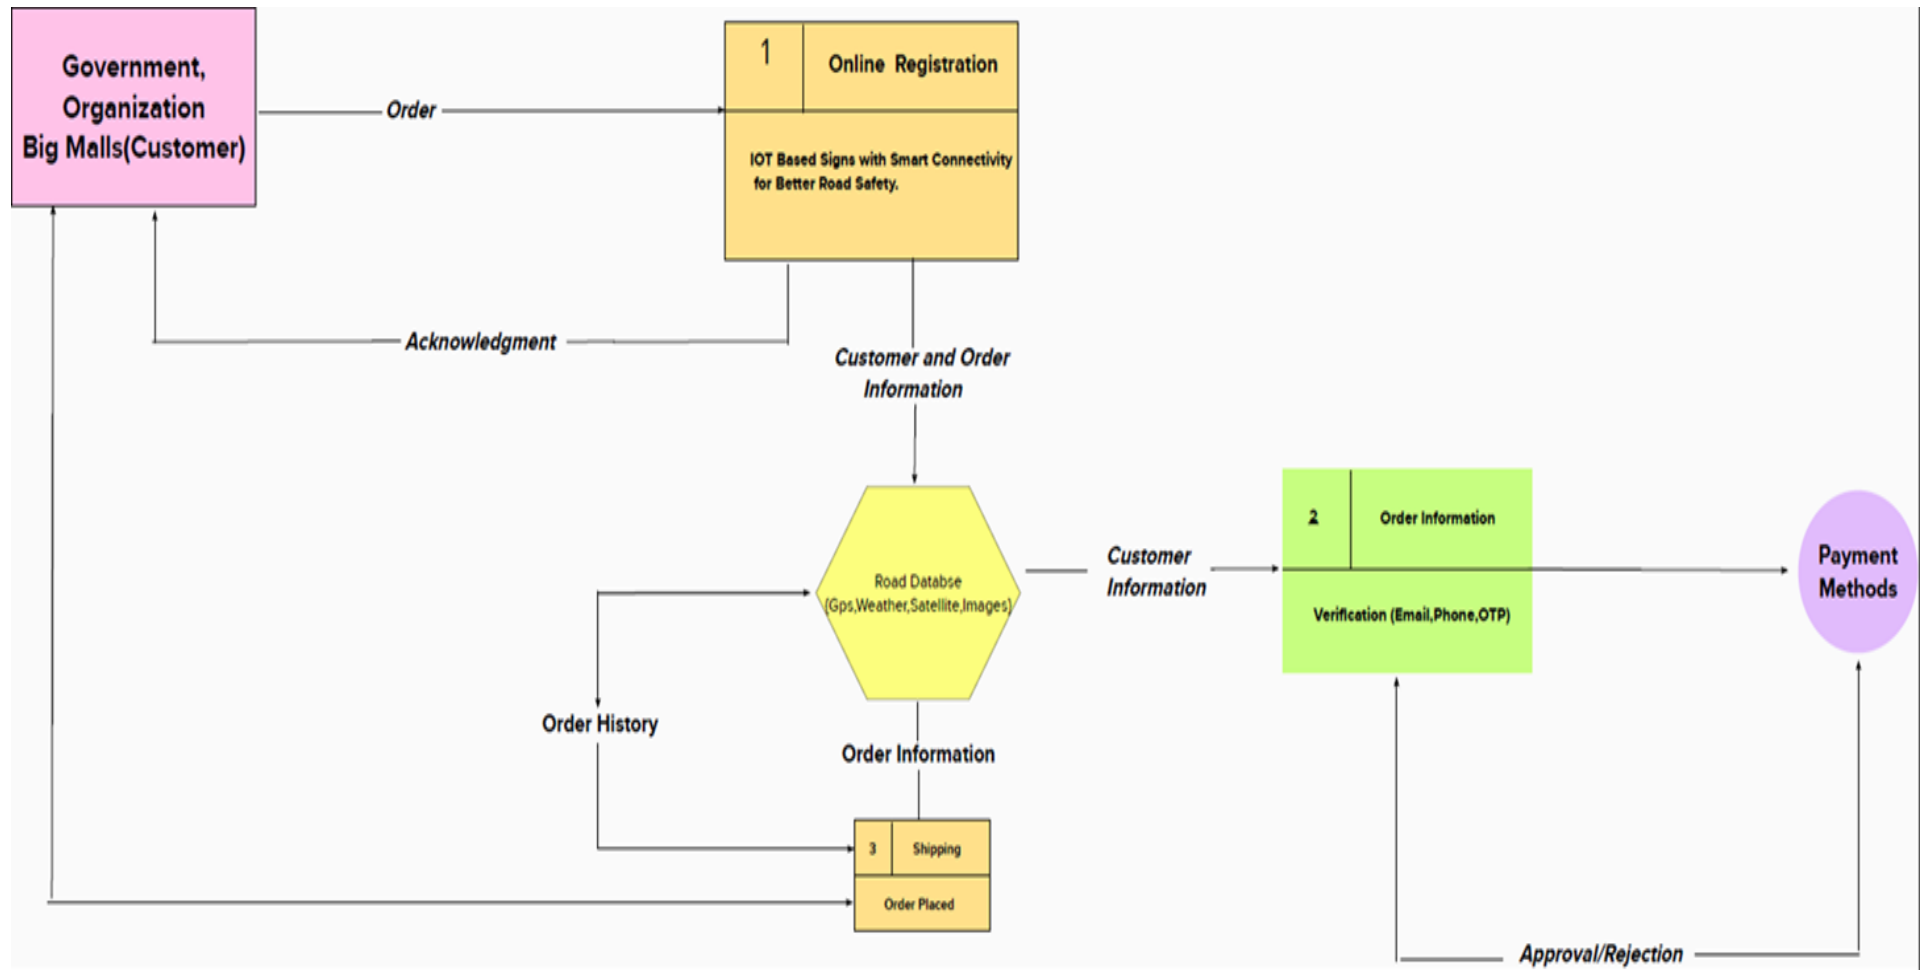 Government,
Organization
Big Malls(Customer)
Order
1
Online Registration
IOT Based Signs with Smart Connectivity
for Better Road Safety.
Acknowledgment
Customer and Order
Information
Road Databse
(Gps,Weather,Satellite,Images)
Customer
Information
2
Order Information
Verification (Email,Phone,OTP)
Payment
Methods
Order History
Order Information
3
Shipping
Order Placed
Approval/Rejection